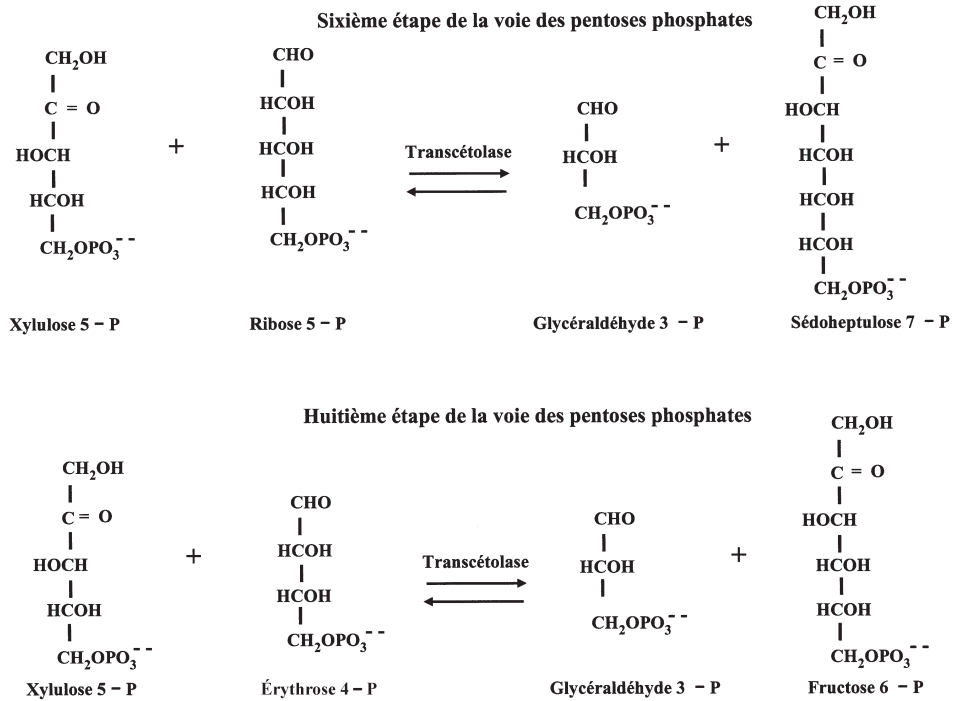 Sixième étape de la voie des pentoses phosphates
CH2OH
C = O
HOCH
HCOH
CH2OPO3--
Xylulose 5 – P
+
CHO
HCOH
HCOH
HCOH
CH2OPO3--
Ribose 5 – P
Transcétolase
CHO
HCOH
CH2OPO3--
Glycéraldéhyde 3 – P
+
CH2OH
C = O
HOCH
HCOH
HCOH
HCOH
CH2OPO3--
Sédoheptulose 7 – P
Huitième étape de la voie des pentoses phosphates
CH2OH
C = O
HOCH
HCOH
CH2OPO3--
Xylulose 5 – P
+
CHO
HCOH
HCOH
CH2OPO3--
Érythrose 4 – P
Transcétolase
CHO
HCOH
CH2OPO3--
Glycéraldéhyde 3 – P
+
CH2OH
C = O
HOCH
HCOH
HCOH
CH2OPO3--
Fructose 6 – P